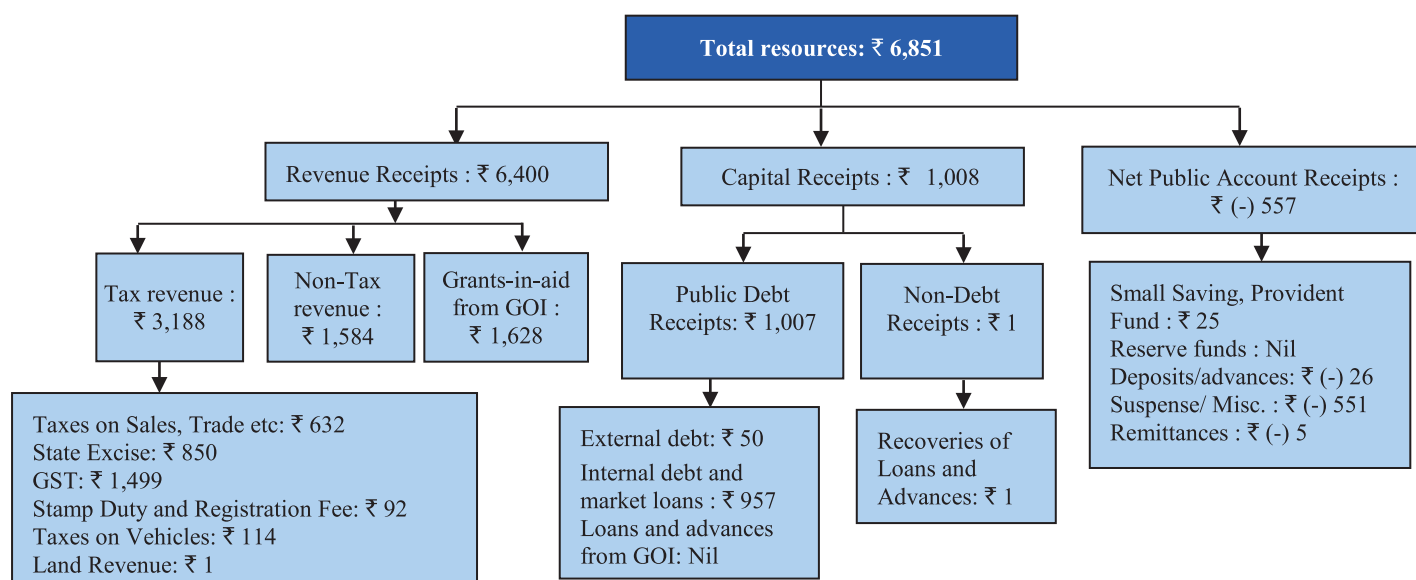 Total resources: ₹ 6,851
Revenue Receipts : ₹ 6,400
Capital Receipts : ₹ 1,008
Net Public Account Receipts :
₹ (-) 557
Tax revenue :
₹ 3,188
Non-Tax
revenue :
₹ 1,584
Grants-in-aid
from GOI :
₹ 1,628
Public Debt
Receipts: ₹ 1,007
Non-Debt
Receipts : ₹ 1
Small Saving, Provident
Fund : ₹ 25
Reserve funds : Nil
Deposits/advances: ₹ (-) 26
Suspense/ Misc. : ₹ (-) 551
Remittances : ₹ (-) 5
Taxes on Sales, Trade etc: ₹ 632
State Excise: ₹ 850
GST: ₹ 1,499
Stamp Duty and Registration Fee: ₹ 92
Taxes on Vehicles: ₹ 114
Land Revenue: ₹ 1
External debt: ₹ 50
Internal debt and
market loans : ₹ 957
Loans and advances
from GOI: Nil
Recoveries of
Loans and
Advances: ₹ 1